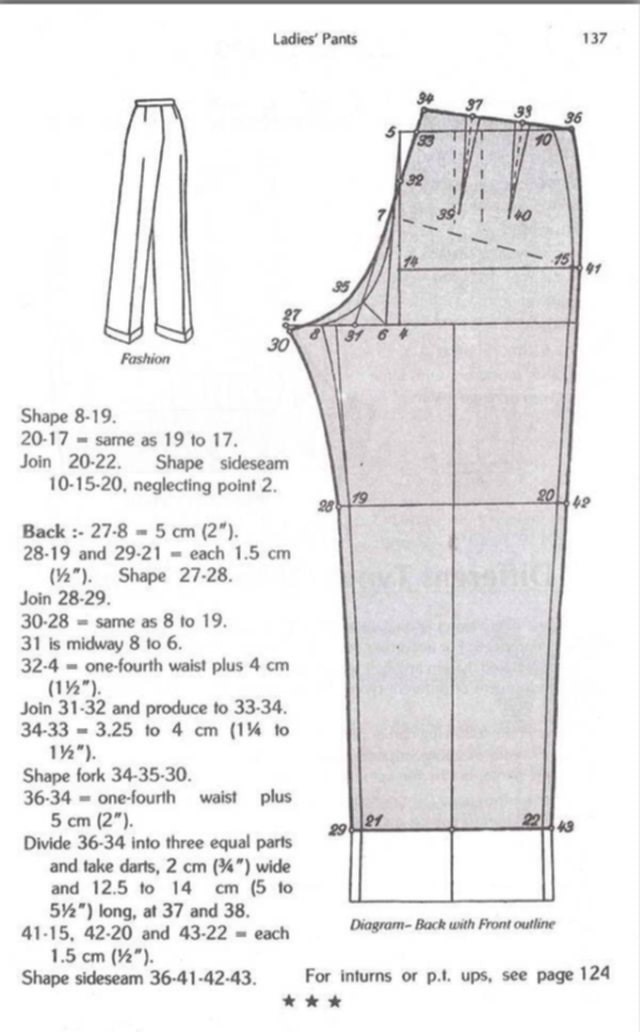 Ladies' Pants 137
Fashion
Shape 8-19.
20-17 = same as 19 to 17.
Join 20-22. Shape sideseam
10-15-20, neglecting point 2.
Back :- 27-8 = 5 cm (2").
28-19 and 29-21 = each 1.5 cm
(½"). Shape 27-28.
Join 28-29.
30-28 = same as 8 to 19.
31 is midway 8 to 6.
32-4 = one-fourth waist plus 4 cm
(1½").
Join 31-32 and produce to 33-34.
34-33 = 3.25 to 4 cm (1¼ to
1½").
Shape fork 34-35-30.
36-34 = one-fourth waist plus
5 cm (2").
Divide 36-34 into three equal parts
and take darts, 2 cm (¾") wide
and 12.5 to 14 cm (5 to
5½") long, at 37 and 38.
41-15, 42-20 and 43-22 = each
1.5 cm (½").
Shape sideseam 36-41-42-43.
34 37 38 36
5 33 10
32
7 39 40
14 15 41
35
27
30 8 31 6 4
28 19 20 42
29 21 22 43
Diagram- Back with Front outline
For inturns or p.t. ups, see page 124
★ ★ ★